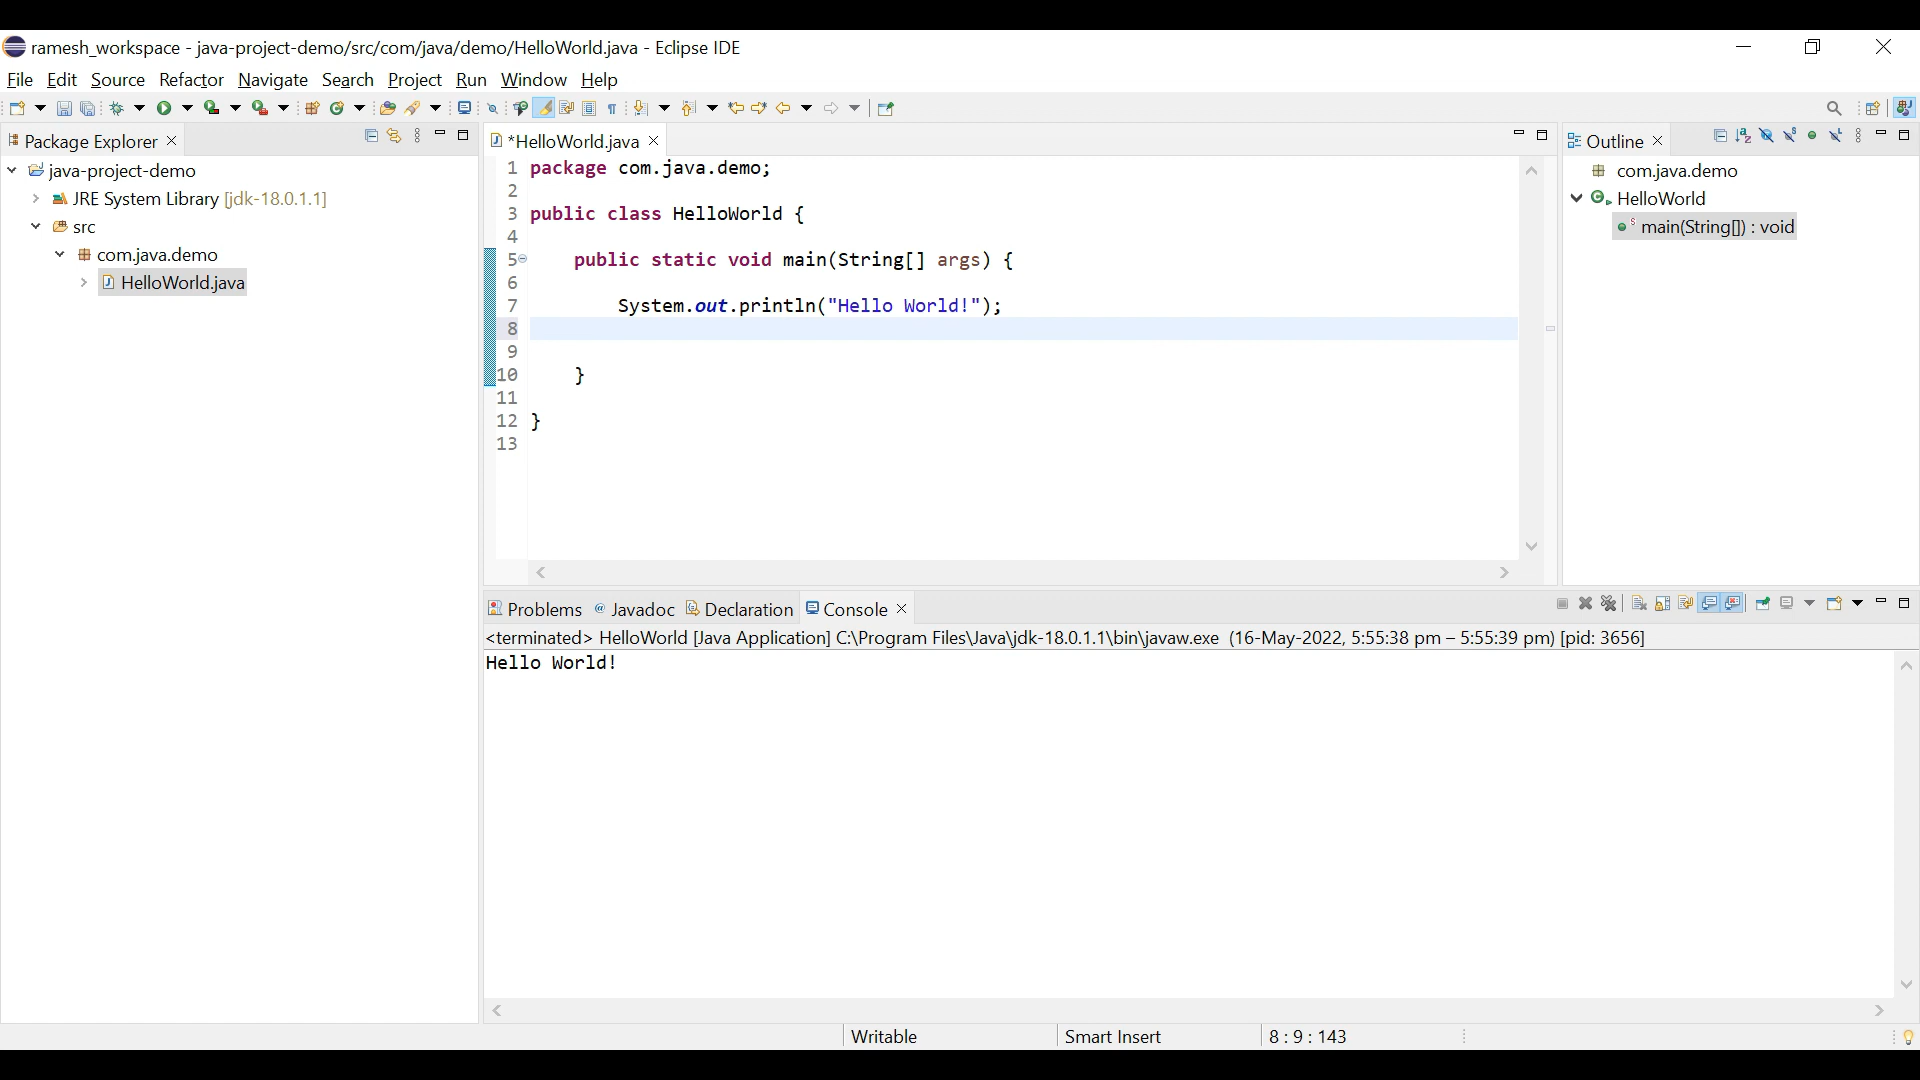 ramesh_workspace - java-project-demo/src/com/java/demo/HelloWorld.java - Eclipse IDE
File Edit Source Refactor Navigate Search Project Run Window Help
Package Explorer
java-project-demo
JRE System Library [jdk-18.0.1.1]
src
com.java.demo
HelloWorld.java
*HelloWorld.java
1 package com.java.demo;
2
3 public class HelloWorld {
4
5 public static void main(String[] args) {
6
7 System.out.println("Hello World!");
8
9
10 }
11
12 }
13
Outline
com.java.demo
HelloWorld
main(String[]) : void
Problems Javadoc Declaration Console
<terminated> HelloWorld [Java Application] C:\Program Files\Java\jdk-18.0.1.1\bin\javaw.exe (16-May-2022, 5:55:38 pm – 5:55:39 pm) [pid: 3656]
Hello World!
Writable Smart Insert 8 : 9 : 143